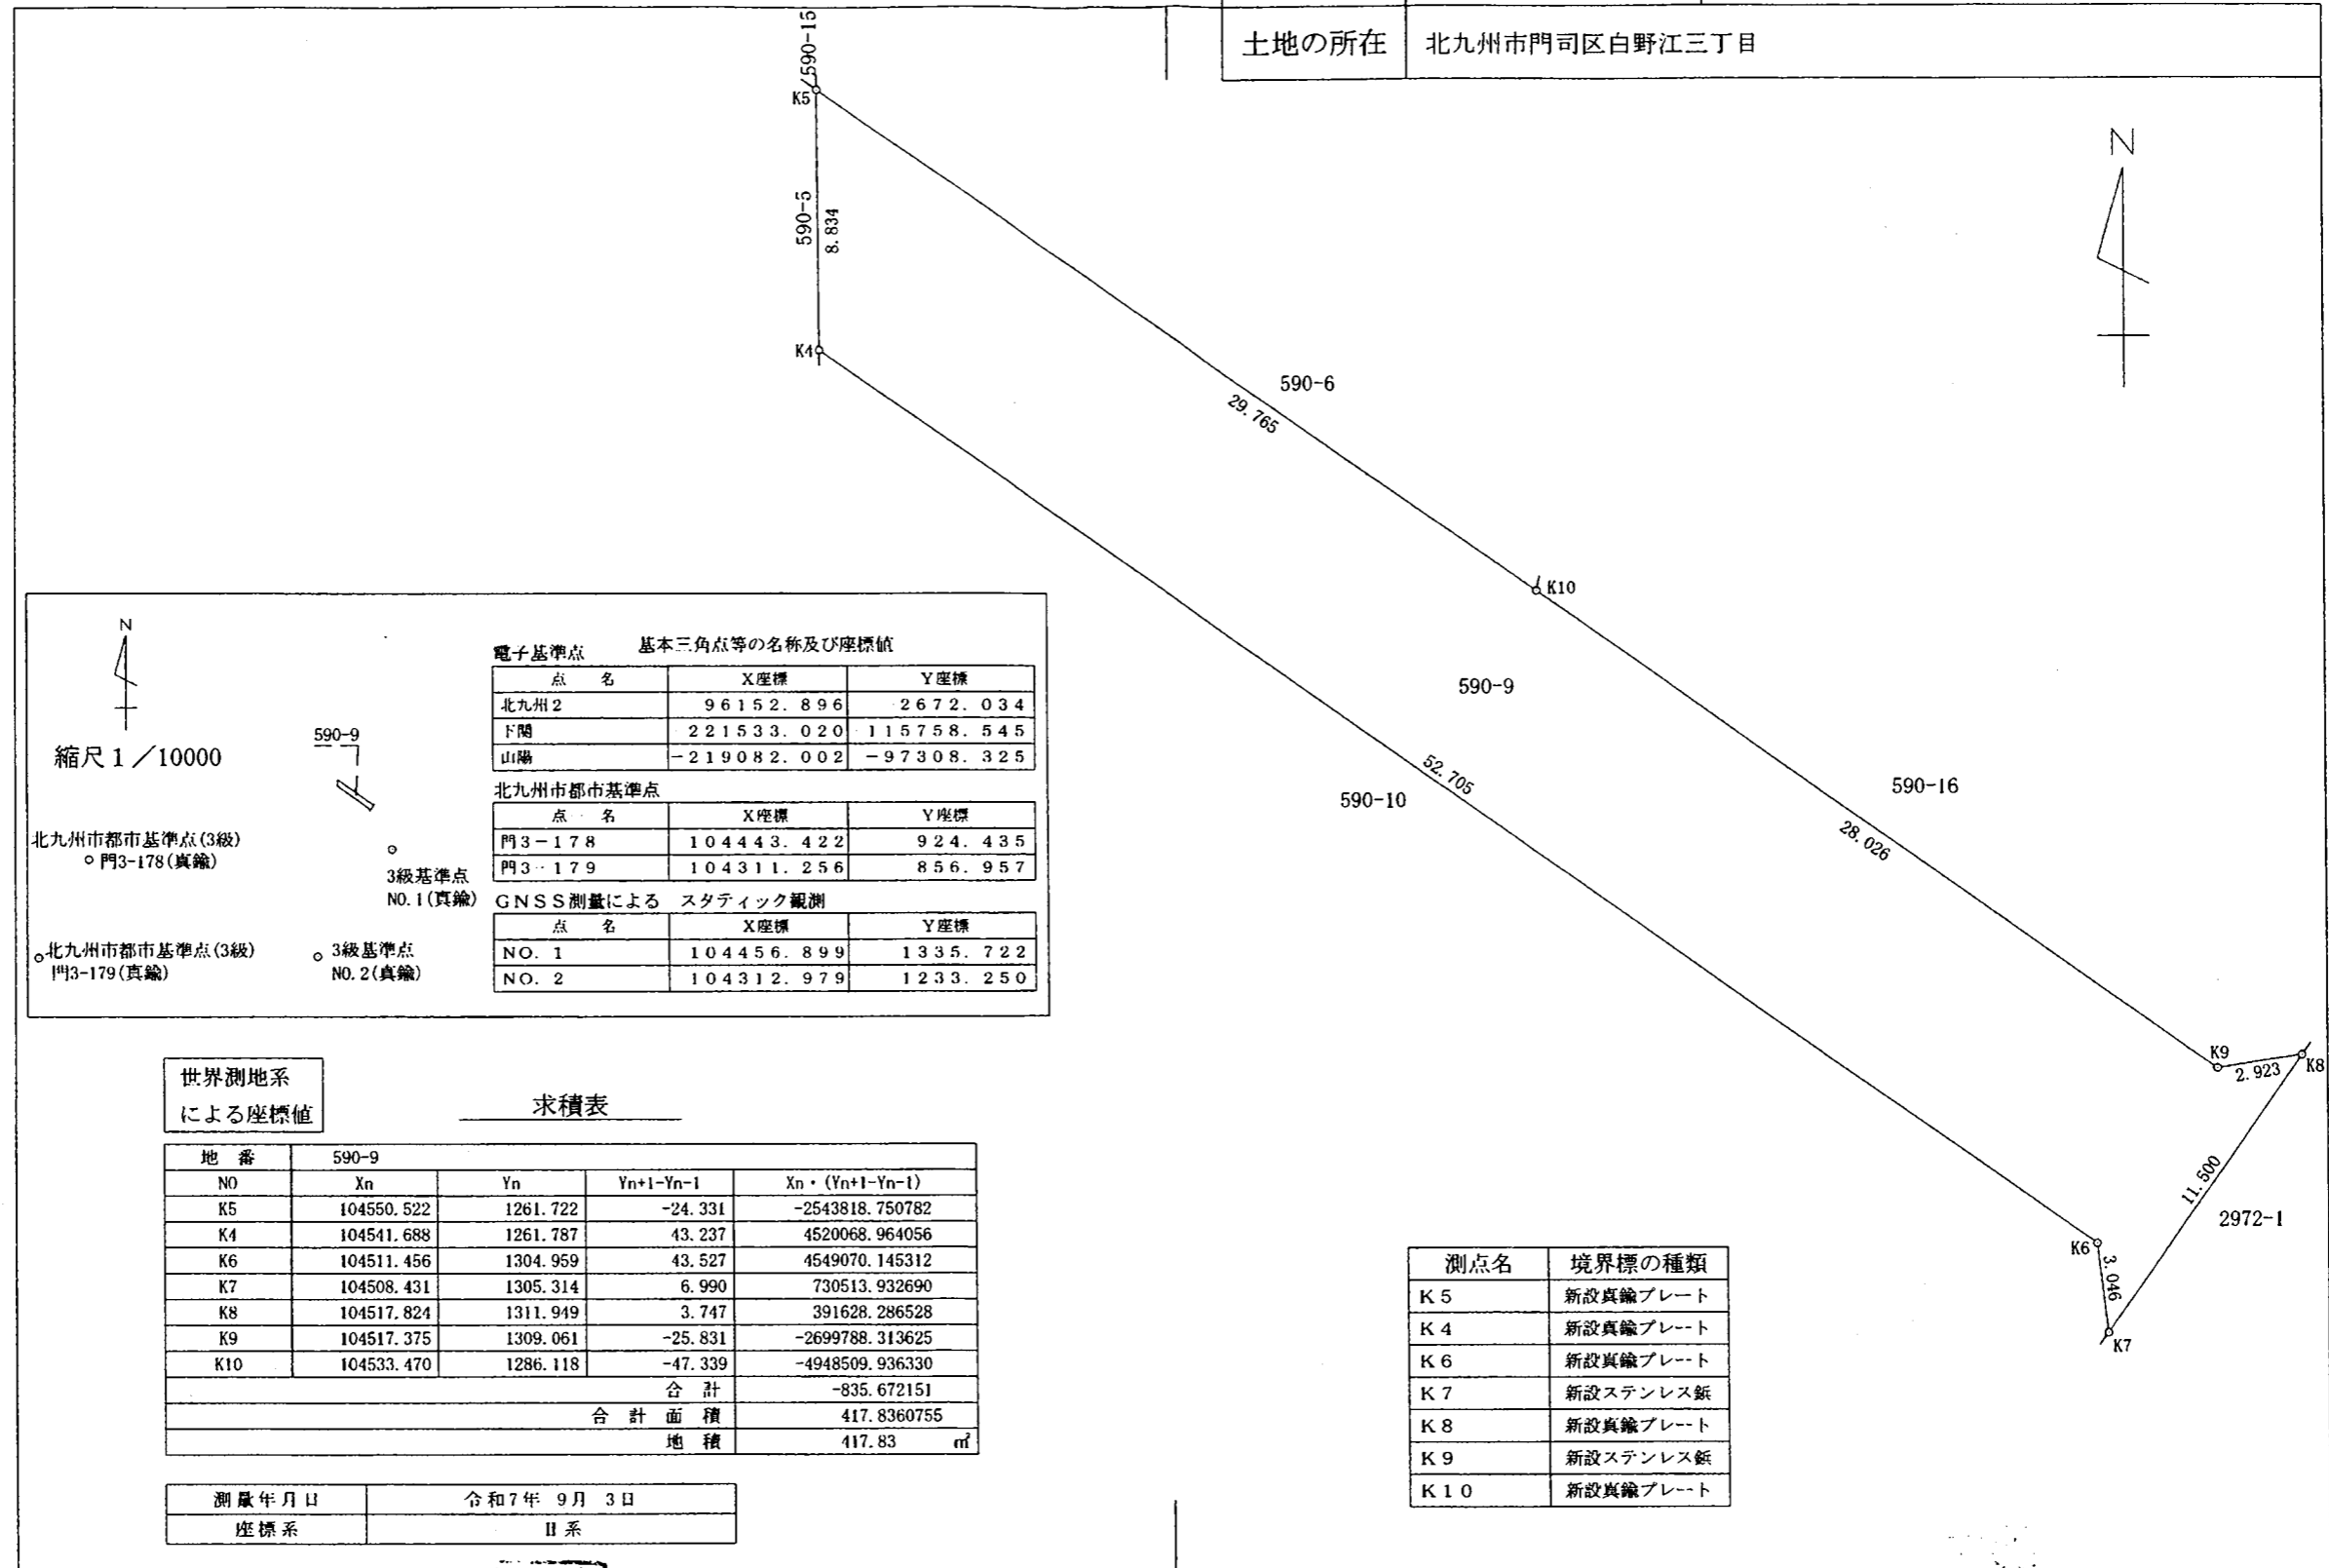 土地の所在 北九州市門司区白野江三丁目
590-15
K5
590-5
8.834
K4
N
590-6
29.765
K10
590-9
590-16
590-10
52.705
28.026
K9
2.923
K8
11.500
2972-1
K6
3.046
K7
N
縮尺1/10000
590-9
北九州市都市基準点(3級)
門3-178(真鍮)
3級基準点
NO.1(真鍮)
北九州市都市基準点(3級)
門3-179(真鍮)
3級基準点
NO.2(真鍮)
基本三角点等の名称及び座標値
電子基準点
点 名 X座標 Y座標
北九州2 96152.896 2672.034
下関 221533.020 115758.545
山陽 -219082.002 -97308.325
北九州市都市基準点
点 名 X座標 Y座標
門3-178 104443.422 924.435
門3-179 104311.256 856.957
GNSS測量による スタティック観測
点 名 X座標 Y座標
NO.1 104456.899 1335.722
NO.2 104312.979 1233.250
世界測地系
による座標値
求積表
地 番 590-9
NO Xn Yn Yn+1-Yn-1 Xn・(Yn+1-Yn-1)
K5 104550.522 1261.722 -24.331 -2543818.750782
K4 104541.688 1261.787 43.237 4520068.964056
K6 104511.456 1304.959 43.527 4549070.145312
K7 104508.431 1305.314 6.990 730513.932690
K8 104517.824 1311.949 3.747 391628.286528
K9 104517.375 1309.061 -25.831 -2699788.313625
K10 104533.470 1286.118 -47.339 -4948509.936330
合 計 -835.672151
合 計 面 積 417.8360755
地 積 417.83 ㎡
測量年月日 令和7年 9月 3日
座標系 II系
測点名 境界標の種類
K5 新設真鍮プレート
K4 新設真鍮プレート
K6 新設真鍮プレート
K7 新設ステンレス鋲
K8 新設真鍮プレート
K9 新設ステンレス鋲
K10 新設真鍮プレート